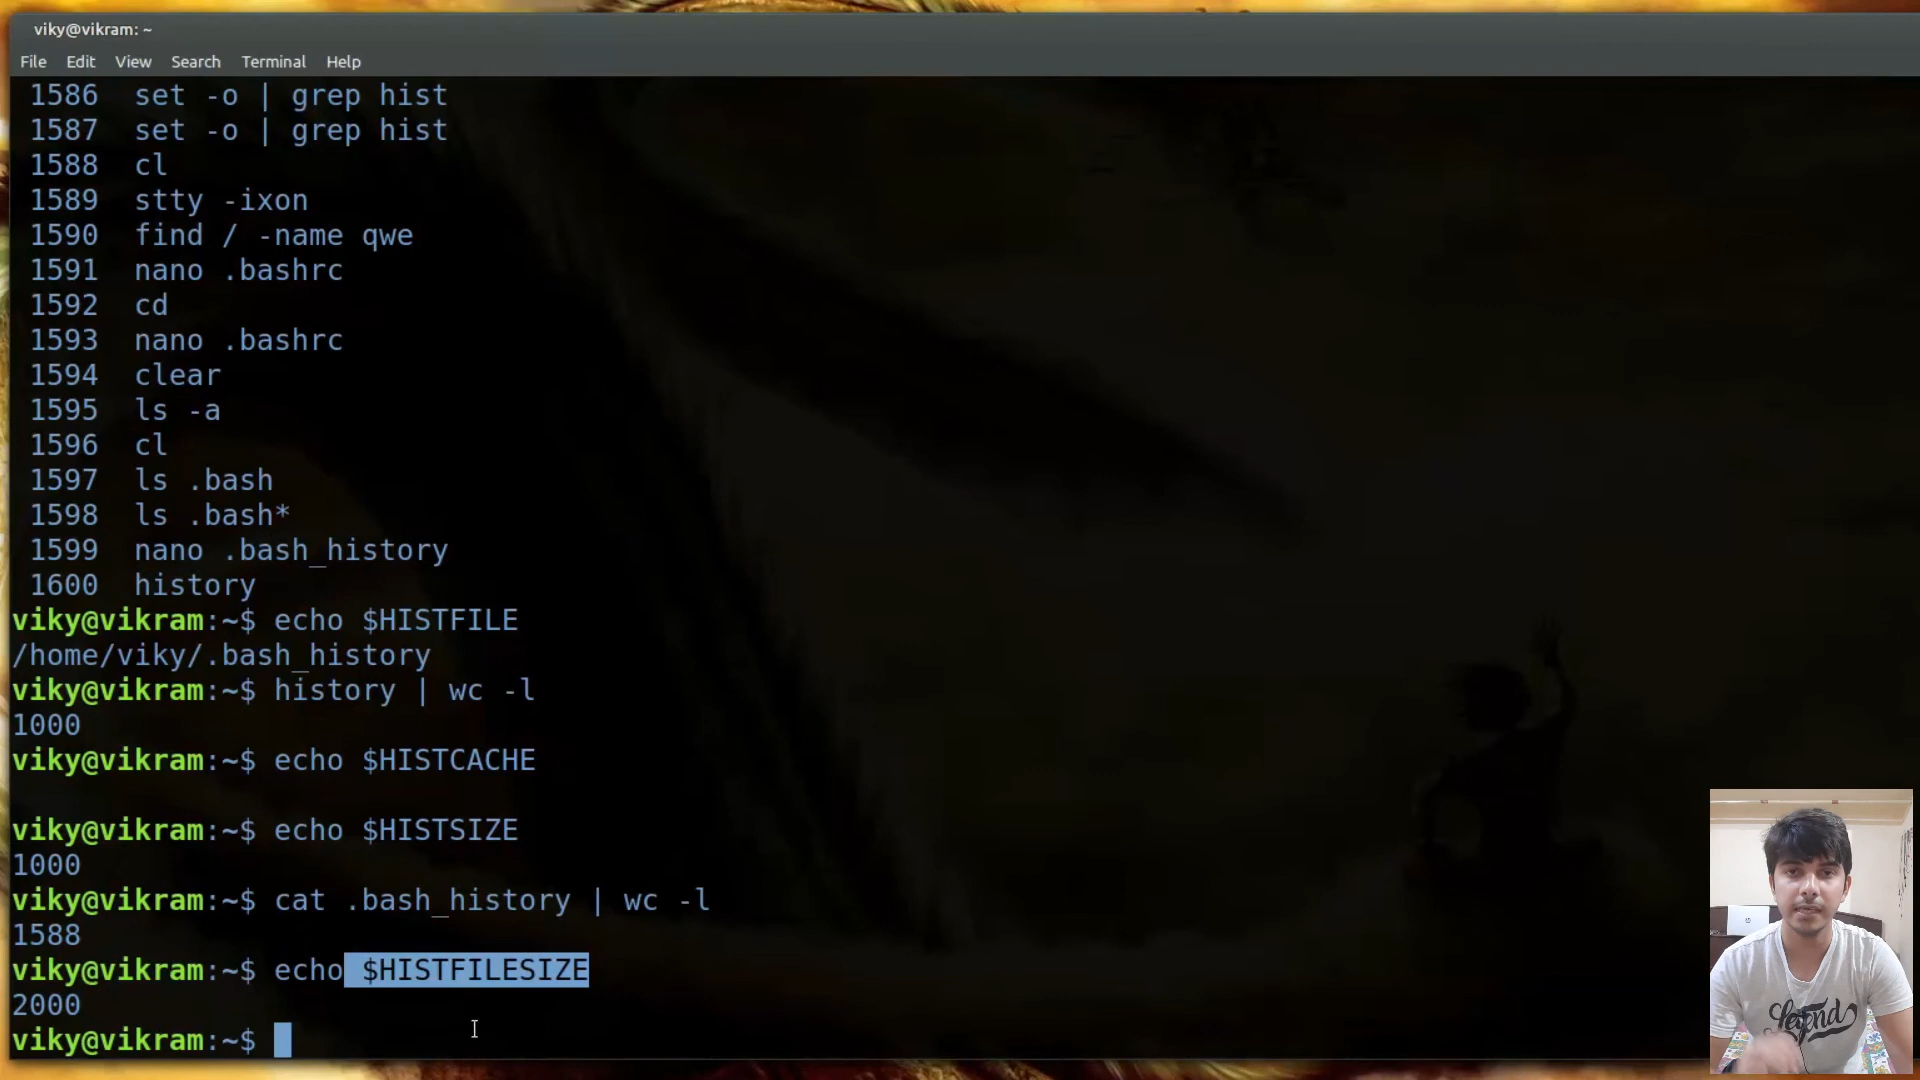 viky@vikram: ~
File Edit View Search Terminal Help
1586 set -o | grep hist
1587 set -o | grep hist
1588 cl
1589 stty -ixon
1590 find / -name qwe
1591 nano .bashrc
1592 cd
1593 nano .bashrc
1594 clear
1595 ls -a
1596 cl
1597 ls .bash
1598 ls .bash*
1599 nano .bash_history
1600 history
viky@vikram:~$ echo $HISTFILE
/home/viky/.bash_history
viky@vikram:~$ history | wc -l
1000
viky@vikram:~$ echo $HISTCACHE
viky@vikram:~$ echo $HISTSIZE
1000
viky@vikram:~$ cat .bash_history | wc -l
1588
viky@vikram:~$ echo $HISTFILESIZE
2000
viky@vikram:~$
Legend